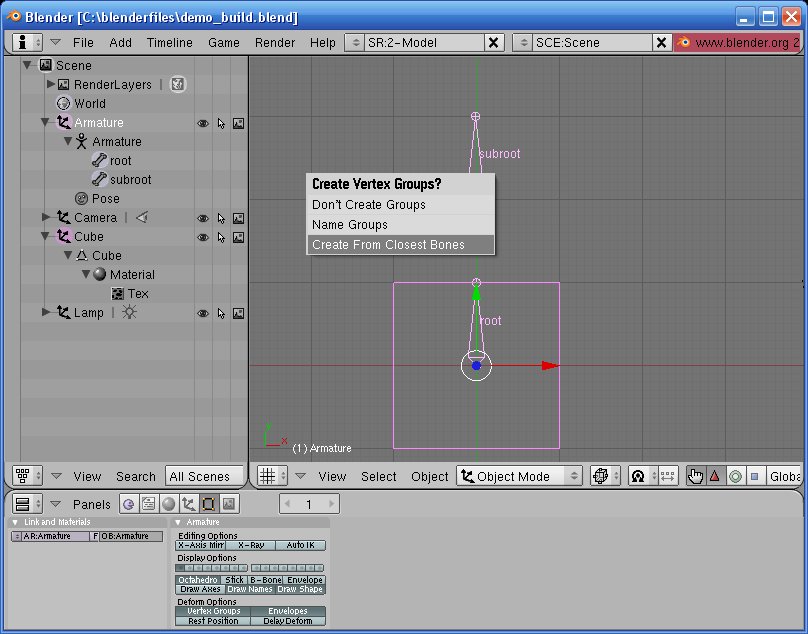 Blender [C:\blenderfiles\demo_build.blend]
File Add Timeline Game Render Help SR:2-Model SCE:Scene www.blender.org 2
Scene
RenderLayers
World
Armature
Armature
root
subroot
Pose
Camera
Cube
Cube
Material
Tex
Lamp
subroot
Create Vertex Groups?
Don't Create Groups
Name Groups
Create From Closest Bones
root
Y
X
(1) Armature
View Search All Scenes
View Select Object Object Mode Globa
Panels 1
Link and Materials
AR:Armature F OB:Armature
Armature
Editing Options
X-Axis Mirr X-Ray Auto IK
Display Options
Octahedro Stick B-Bone Envelope
Draw Axes Draw Names Draw Shape
Deform Options
Vertex Groups Envelopes
Rest Position Delay Deform